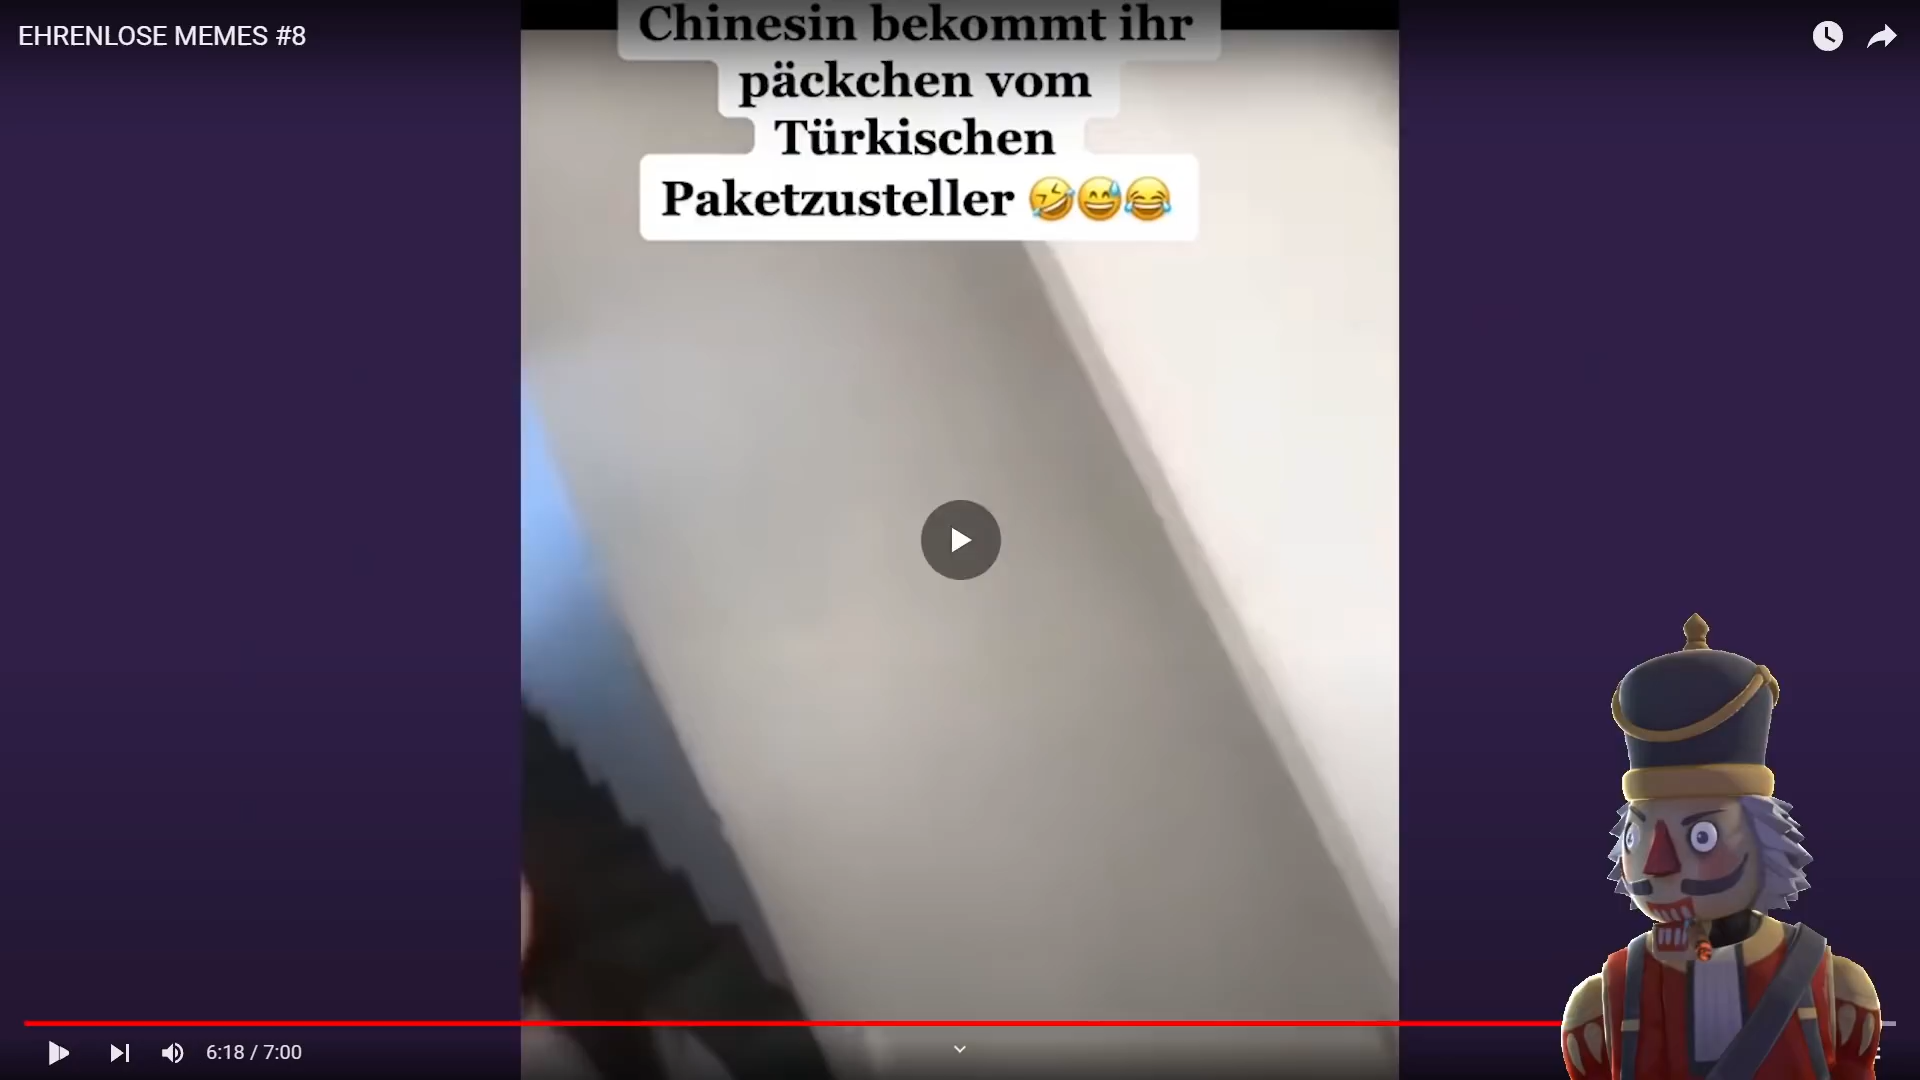 EHRENLOSE MEMES #8
Chinesin bekommt ihr
päckchen vom
Türkischen
Paketzusteller 🤣😅😂
6:18 / 7:00